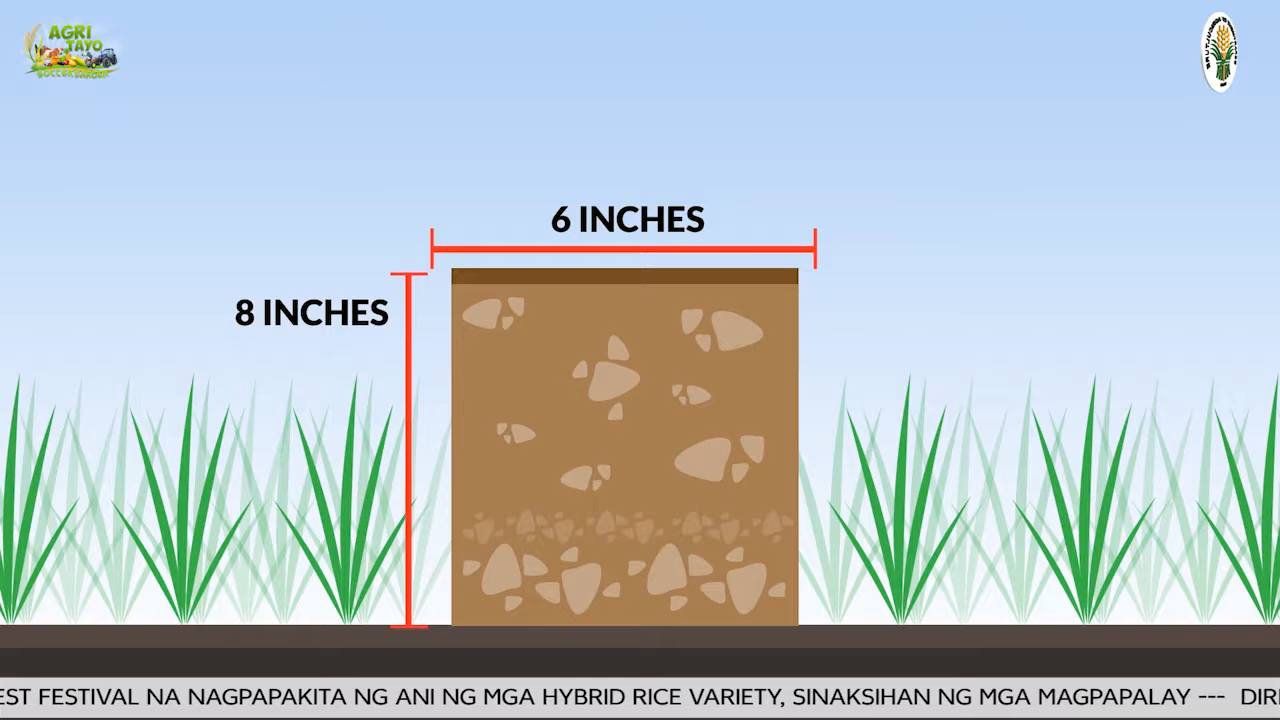 AGRI
TAYO
SOCCSKSARGEN
6 INCHES
8 INCHES
EST FESTIVAL NA NAGPAPAKITA NG ANI NG MGA HYBRID RICE VARIETY, SINAKSIHAN NG MGA MAGPAPALAY --- DIR